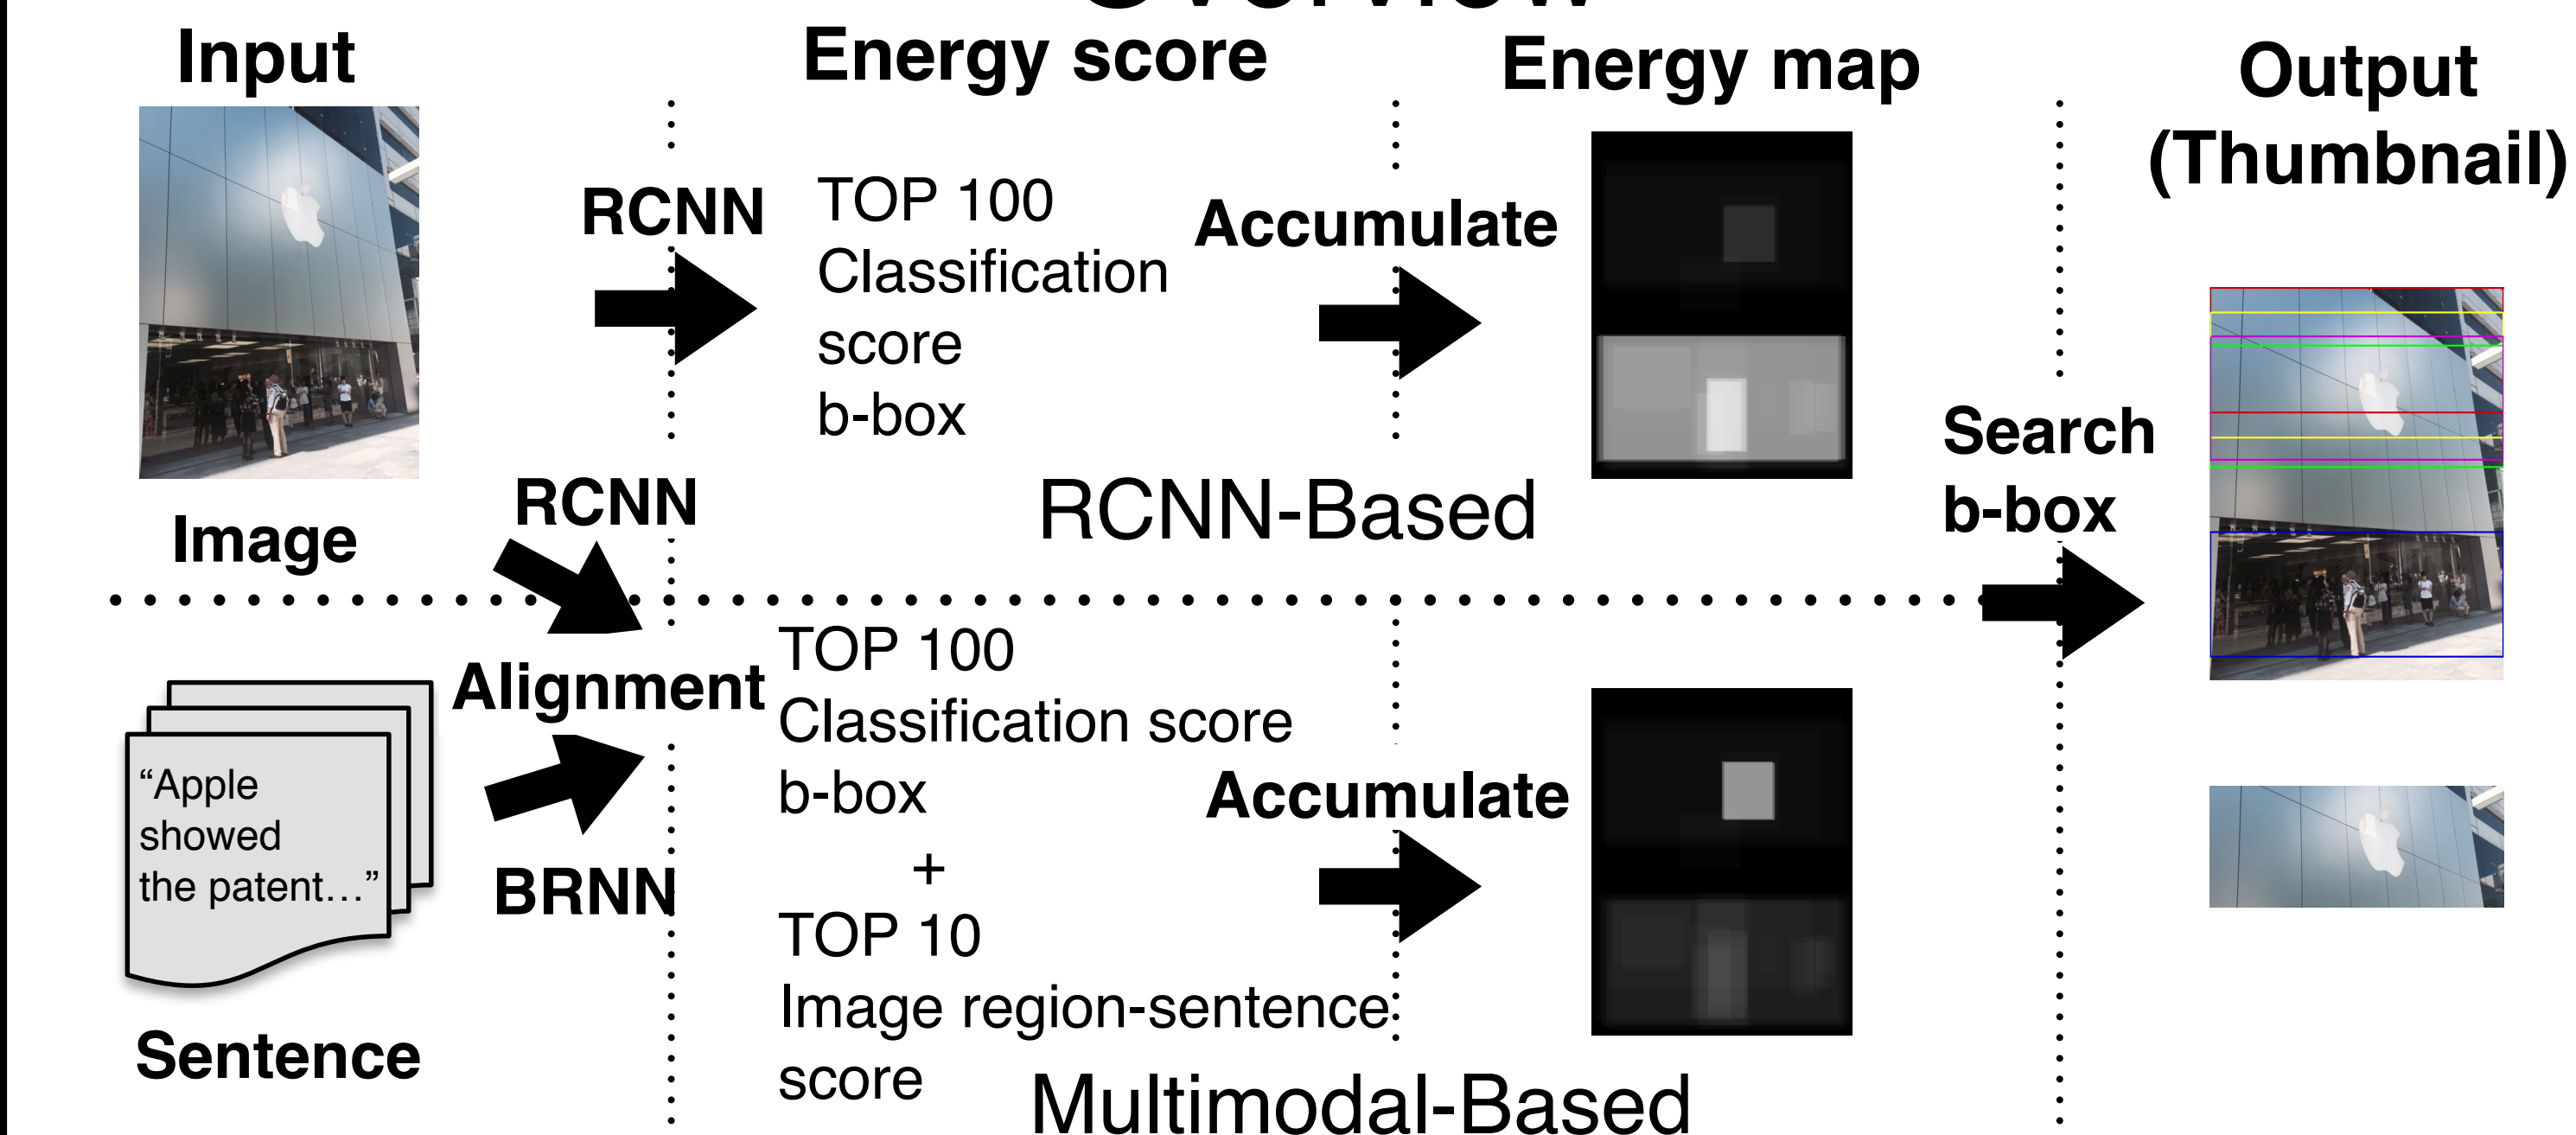 Overview
Input
Energy score
Energy map
Output
(Thumbnail)
RCNN
TOP 100
Classification
score
b-box
Accumulate
Search
b-box
Image
RCNN
RCNN-Based
Alignment
TOP 100
Classification score
b-box
+
TOP 10
Image region-sentence
score
Accumulate
“Apple
showed
the patent…”
BRNN
Sentence
Multimodal-Based